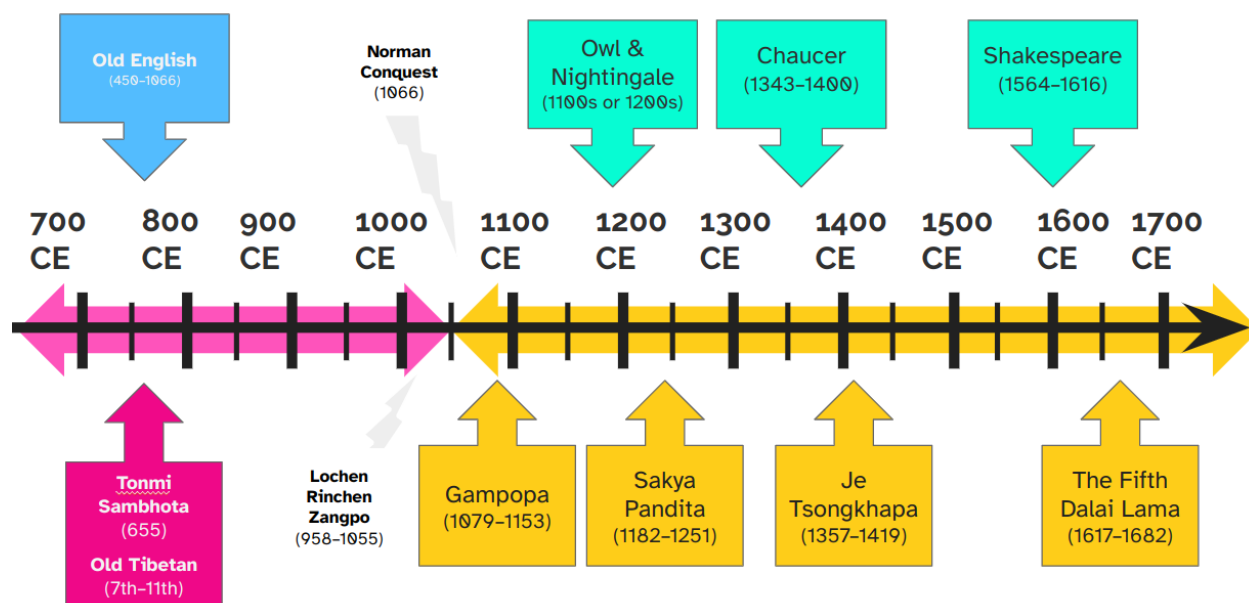 Old English
(450–1066)
Norman
Conquest
(1066)
Owl &
Nightingale
(1100s or 1200s)
Chaucer
(1343–1400)
Shakespeare
(1564–1616)
700
CE
800
CE
900
CE
1000
CE
1100
CE
1200
CE
1300
CE
1400
CE
1500
CE
1600
CE
1700
CE
Tonmi
Sambhota
(655)
Old Tibetan
(7th–11th)
Lochen
Rinchen
Zangpo
(958–1055)
Gampopa
(1079–1153)
Sakya
Pandita
(1182–1251)
Je
Tsongkhapa
(1357–1419)
The Fifth
Dalai Lama
(1617–1682)